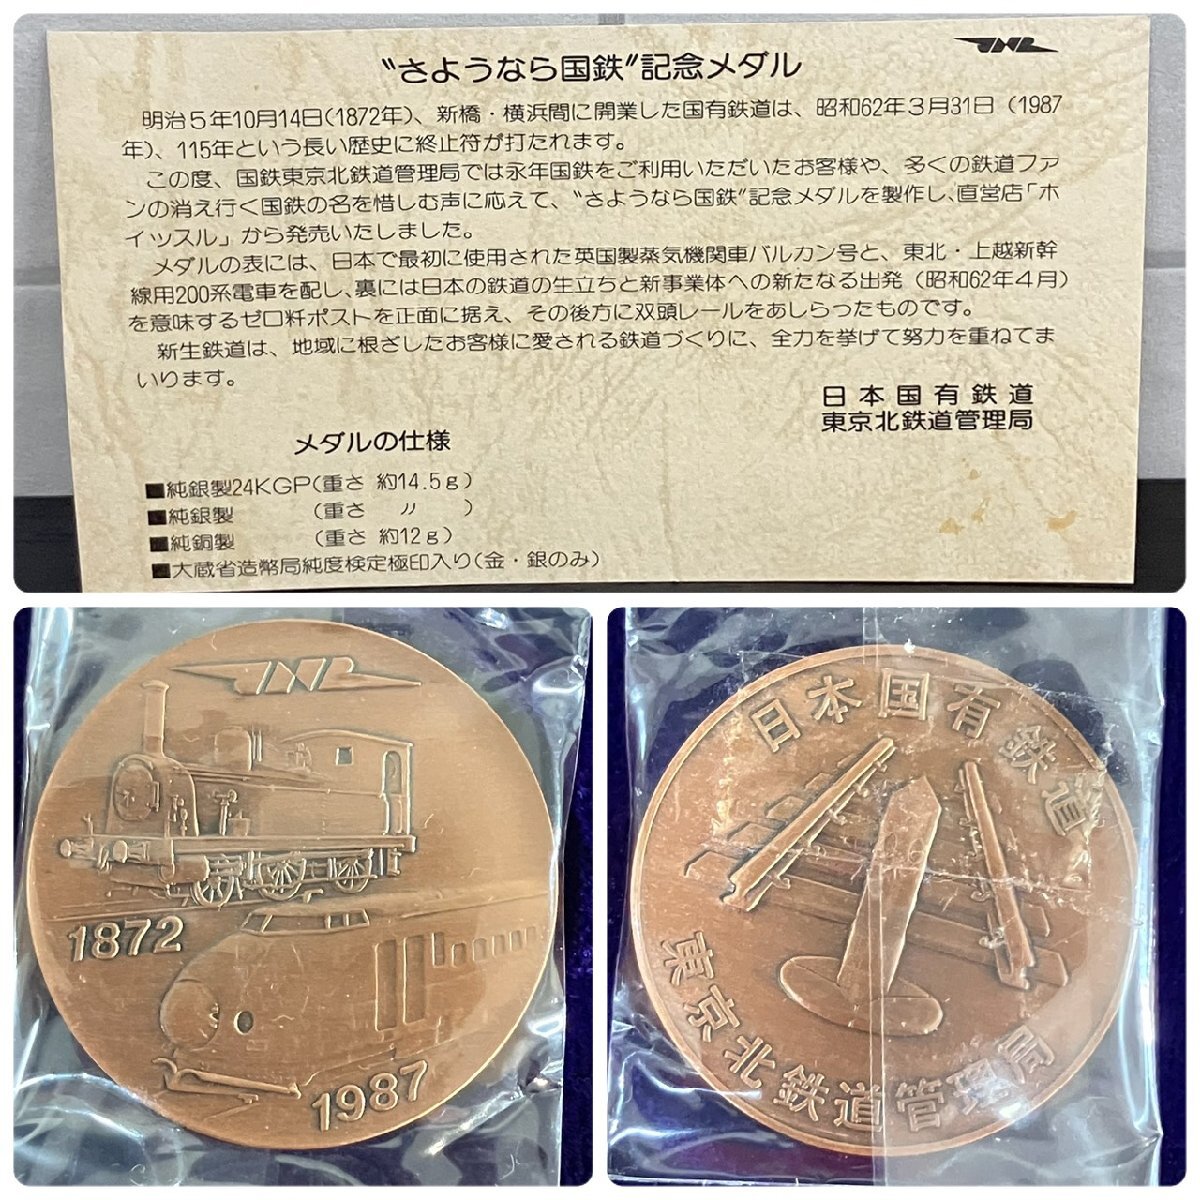 JNR
“さようなら国鉄”記念メダル
明治5年10月14日(1872年)、新橋・横浜間に開業した国有鉄道は、昭和62年3月31日（1987
年)、115年という長い歴史に終止符が打たれます。
この度、国鉄東京北鉄道管理局では永年国鉄をご利用いただいたお客様や、多くの鉄道ファ
ンの消え行く国鉄の名を惜しむ声に応えて、“さようなら国鉄”記念メダルを製作し、直営店「ホ
イッスル」から発売いたしました。
メダルの表には、日本で最初に使用された英国製蒸気機関車バルカン号と、東北・上越新幹
線用200系電車を配し、裏には日本の鉄道の生立ちと新事業体への新たなる出発（昭和62年4月）
を意味するゼロ粁ポストを正面に据え、その後方に双頭レールをあしらったものです。
新生鉄道は、地域に根ざしたお客様に愛される鉄道づくりに、全力を挙げて努力を重ねてま
いります。
日本国有鉄道
東京北鉄道管理局
メダルの仕様
■純銀製24KGP(重さ 約14.5g)
■純銀製 (重さ 〃 )
■純銅製 (重さ 約12g)
■大蔵省造幣局純度検定極印入り(金・銀のみ)
JNR
1872
1987
日本国有鉄道
東京北鉄道管理局